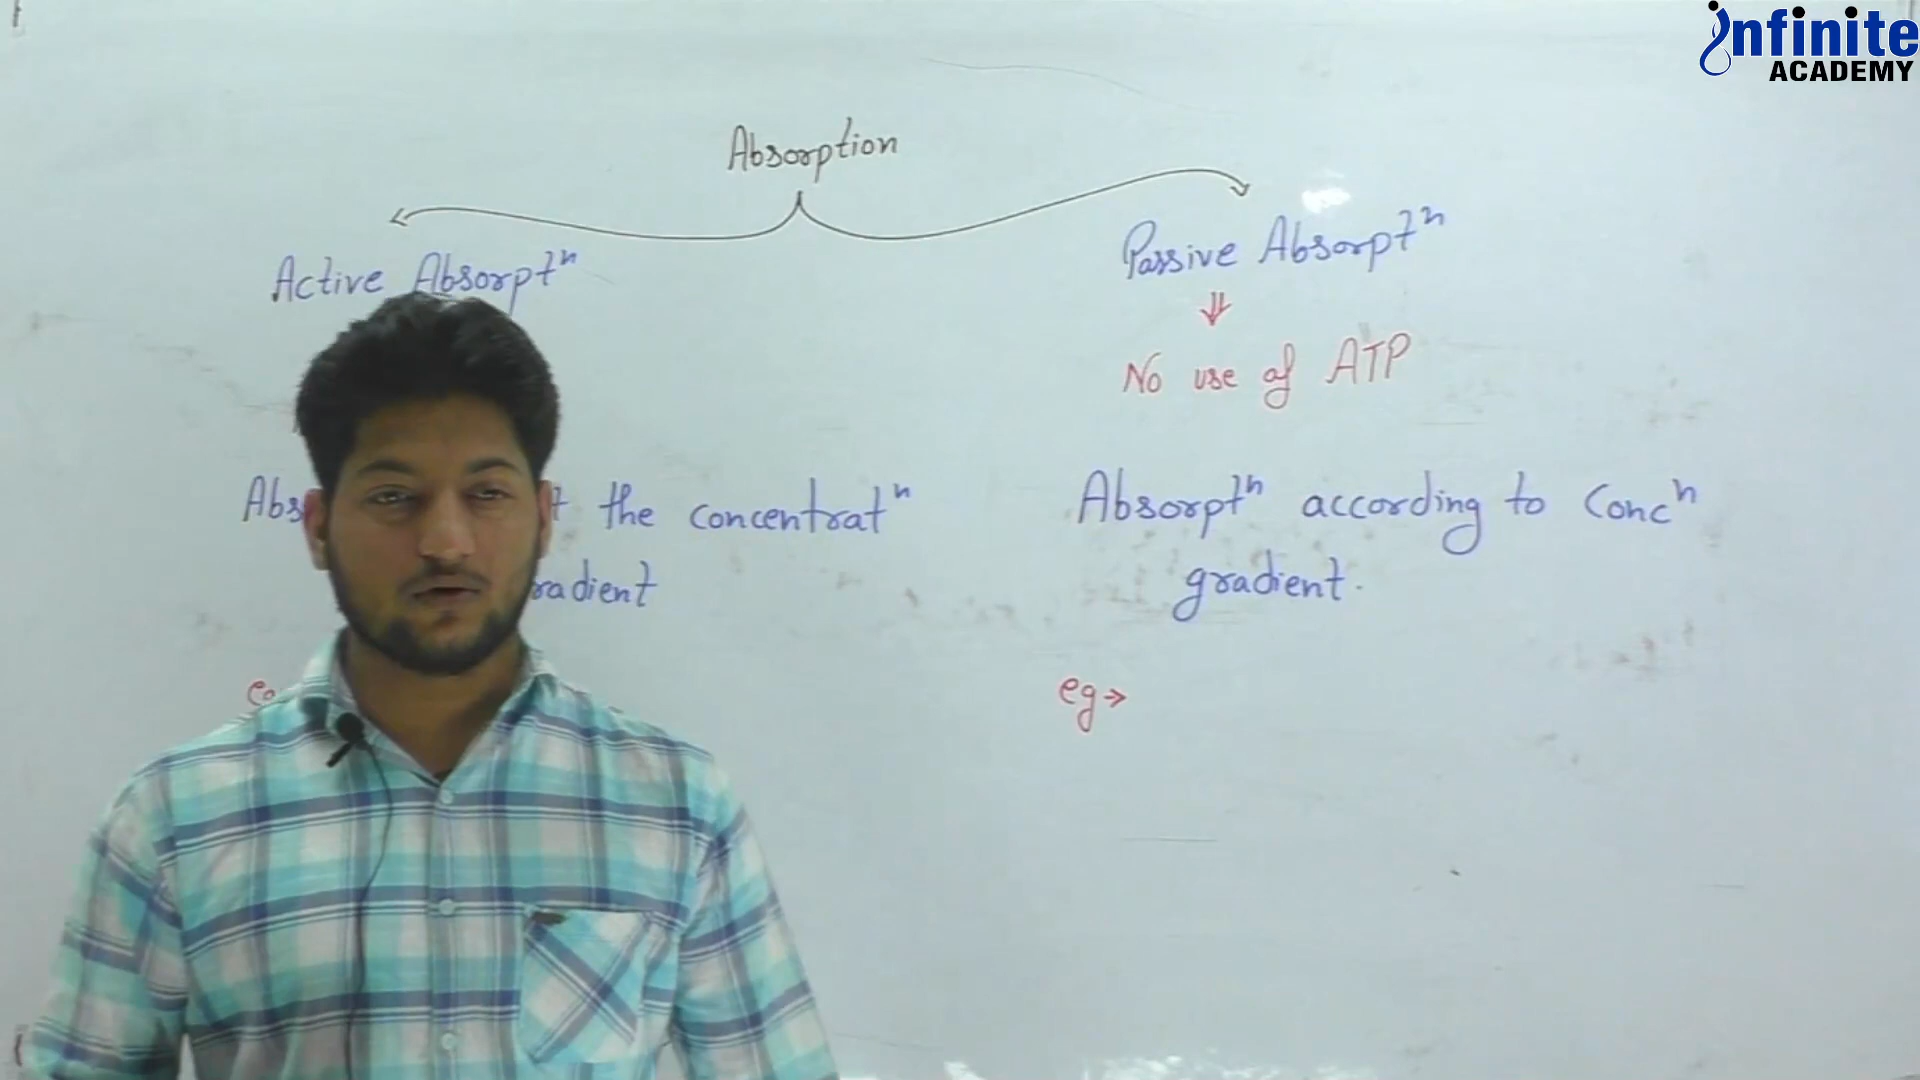 infinite
ACADEMY
Absorption
Active Absorptⁿ
Passive Absorptⁿ
No use of ATP
the concentratⁿ
Absorptⁿ according to Concⁿ
gradient.
eg→